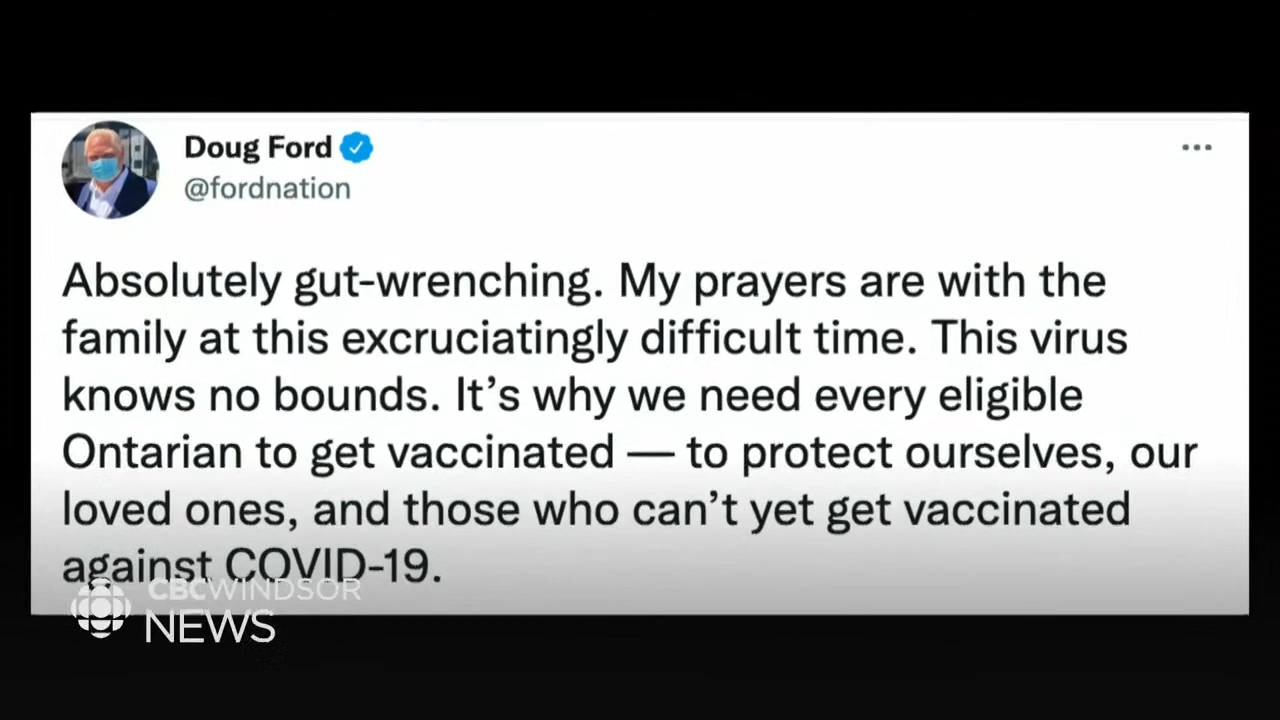 Doug Ford
@fordnation
Absolutely gut-wrenching. My prayers are with the
family at this excruciatingly difficult time. This virus
knows no bounds. It’s why we need every eligible
Ontarian to get vaccinated — to protect ourselves, our
loved ones, and those who can’t yet get vaccinated
against COVID-19.
CBC WINDSOR
NEWS